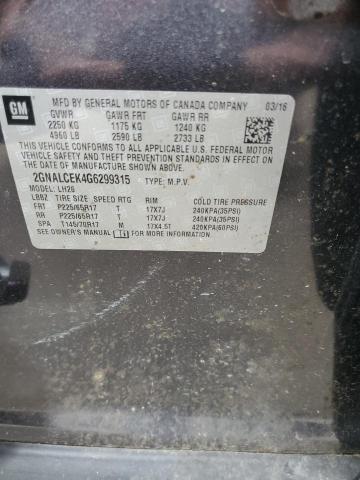 GM
MFD BY GENERAL MOTORS OF CANADA COMPANY 03/16
GVWR GAWR FRT GAWR RR
2250 KG 1175 KG 1240 KG
4960 LB 2590 LB 2733 LB
THIS VEHICLE CONFORMS TO ALL APPLICABLE U.S. FEDERAL MOTOR
VEHICLE SAFETY, BUMPER, AND THEFT PREVENTION STANDARDS
IN EFFECT ON THE DATE OF MANUFACTURE SHOWN ABOVE.
2GNALCEK4G6299315 TYPE: M.P.V.
MODEL: LH26
LBBZ TIRE SIZE SPEED RTG RIM COLD TIRE PRESSURE
FRT P225/65R17 T 17X7J 240KPA(35PSI)
RR P225/65R17 T 17X7J 240KPA(35PSI)
SPA T145/70R17 M 17X4.5T 420KPA(60PSI)
SEE OWNER'S MANUAL FOR MORE INFORMATION.